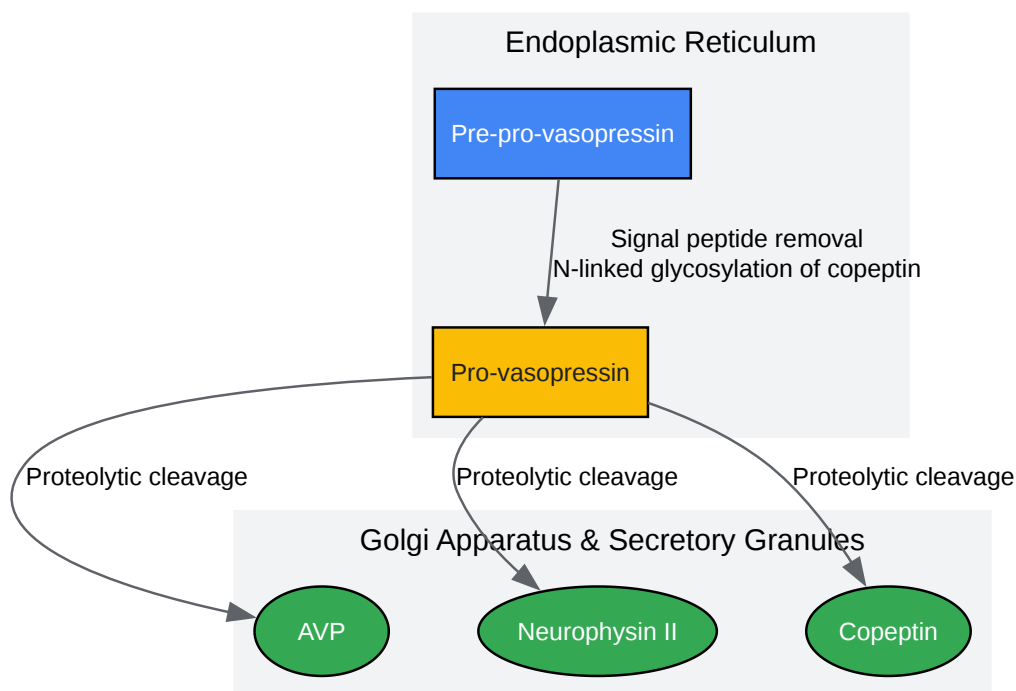 Endoplasmic Reticulum
Pre-pro-vasopressin
Signal peptide removal
N-linked glycosylation of copeptin
Pro-vasopressin
Proteolytic cleavage
Proteolytic cleavage
Proteolytic cleavage
Golgi Apparatus & Secretory Granules
AVP
Neurophysin II
Copeptin